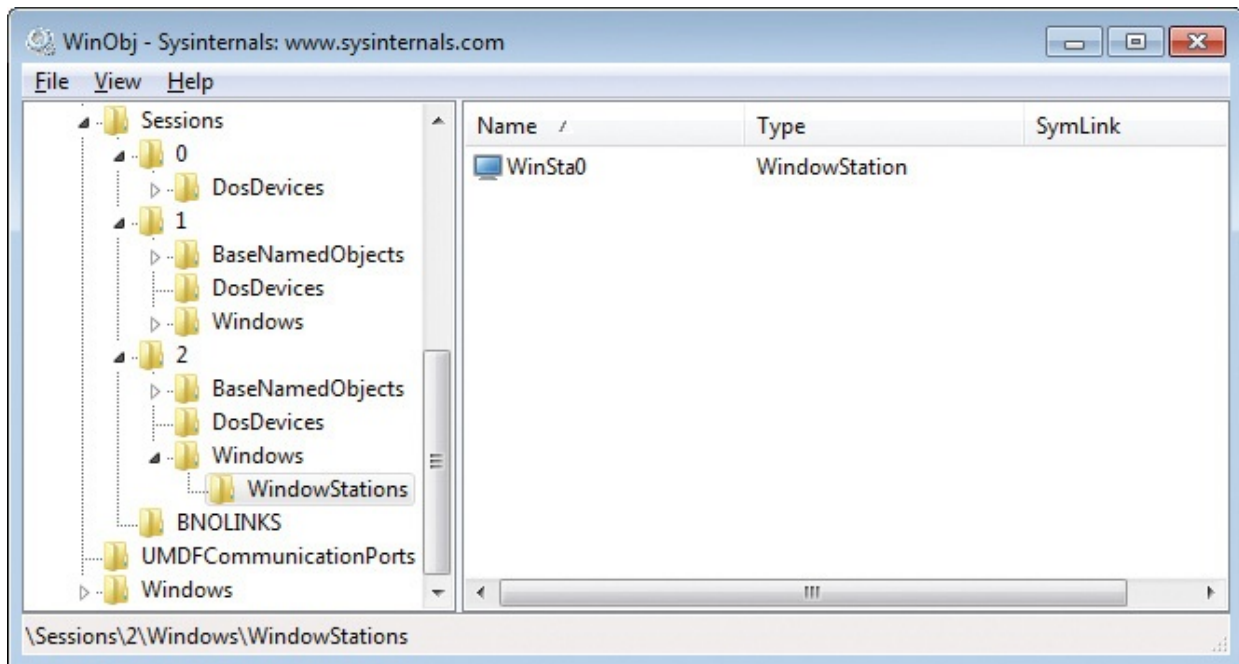 WinObj - Sysinternals: www.sysinternals.com
File View Help
Sessions
0
DosDevices
1
BaseNamedObjects
DosDevices
Windows
2
BaseNamedObjects
DosDevices
Windows
WindowStations
BNOLINKS
UMDFCommunicationPorts
Windows
Name Type SymLink
WinSta0 WindowStation
\Sessions\2\Windows\WindowStations